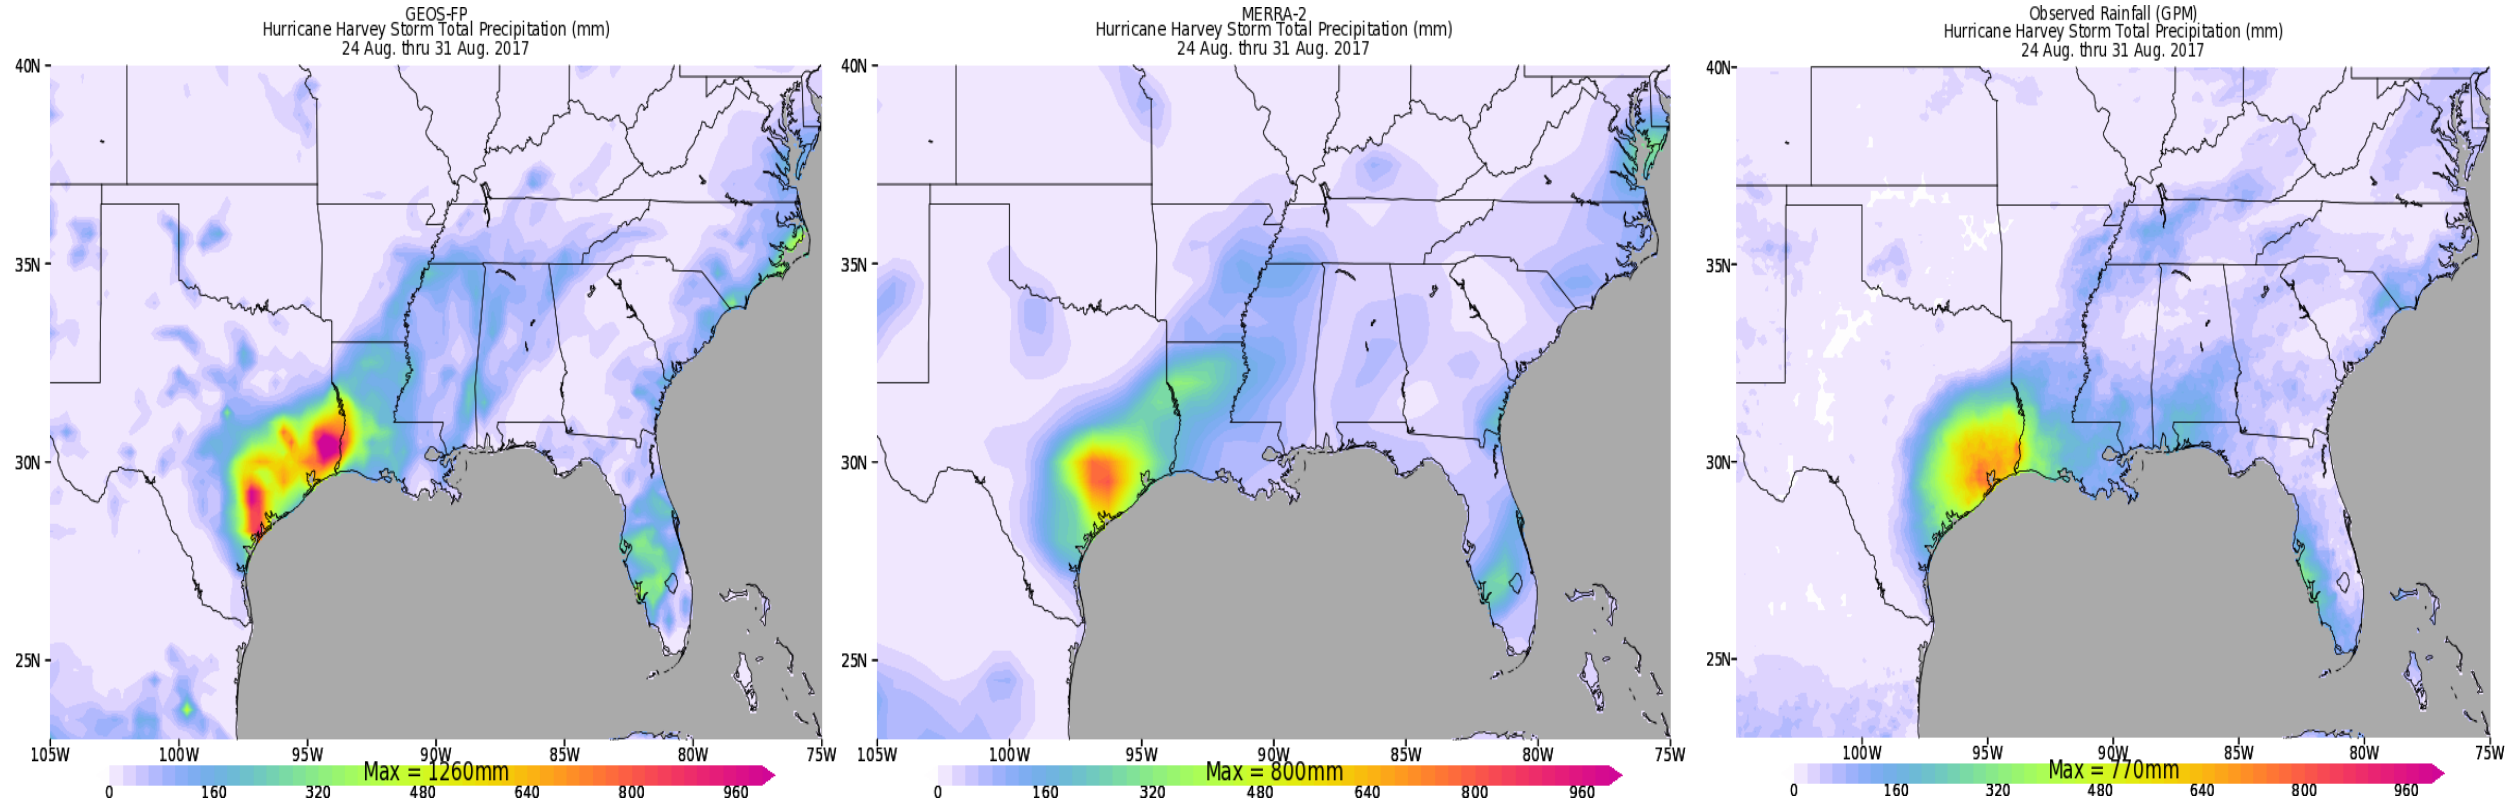 GEOS-FP
Hurricane Harvey Storm Total Precipitation (mm)
24 Aug. thru 31 Aug. 2017
40N
35N
30N
25N
105W 100W 95W 90W 85W 80W 75W
Max = 1260mm
0 160 320 480 640 800 960
MERRA-2
Hurricane Harvey Storm Total Precipitation (mm)
24 Aug. thru 31 Aug. 2017
40N
35N
30N
25N
105W 100W 95W 90W 85W 80W 75W
Max = 800mm
0 160 320 480 640 800 960
Observed Rainfall (GPM)
Hurricane Harvey Storm Total Precipitation (mm)
24 Aug. thru 31 Aug. 2017
40N
35N
30N
25N
100W 95W 90W 85W 80W 75W
Max = 770mm
0 160 320 480 640 800 960